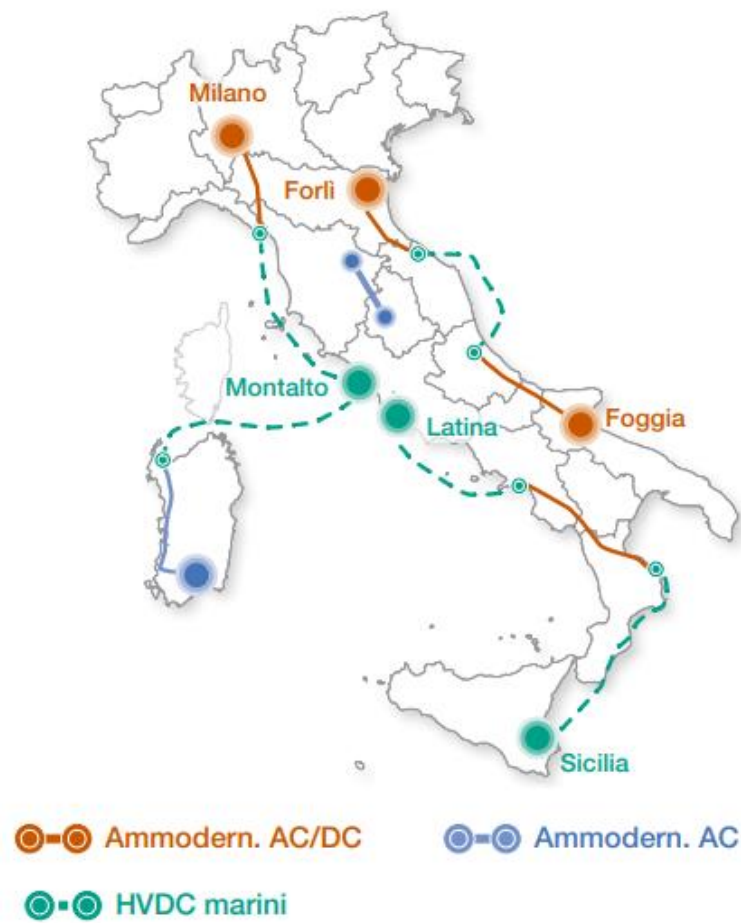 Milano
Forlì
Montalto
Latina
Foggia
Sicilia
Ammodern. AC/DC
Ammodern. AC
HVDC marini